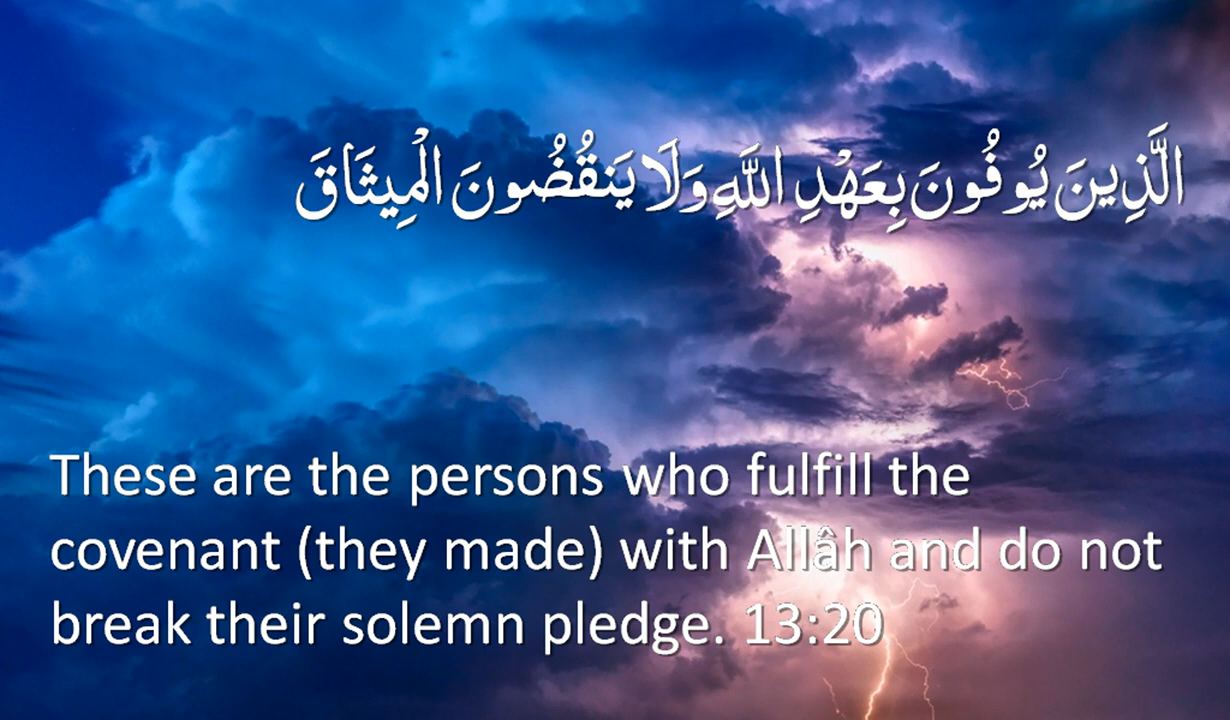 الَّذِينَ يُوفُونَ بِعَهْدِ اللَّهِ وَلَا يَنقُضُونَ الْمِيثَاقَ
These are the persons who fulfill the
covenant (they made) with Allâh and do not
break their solemn pledge. 13:20